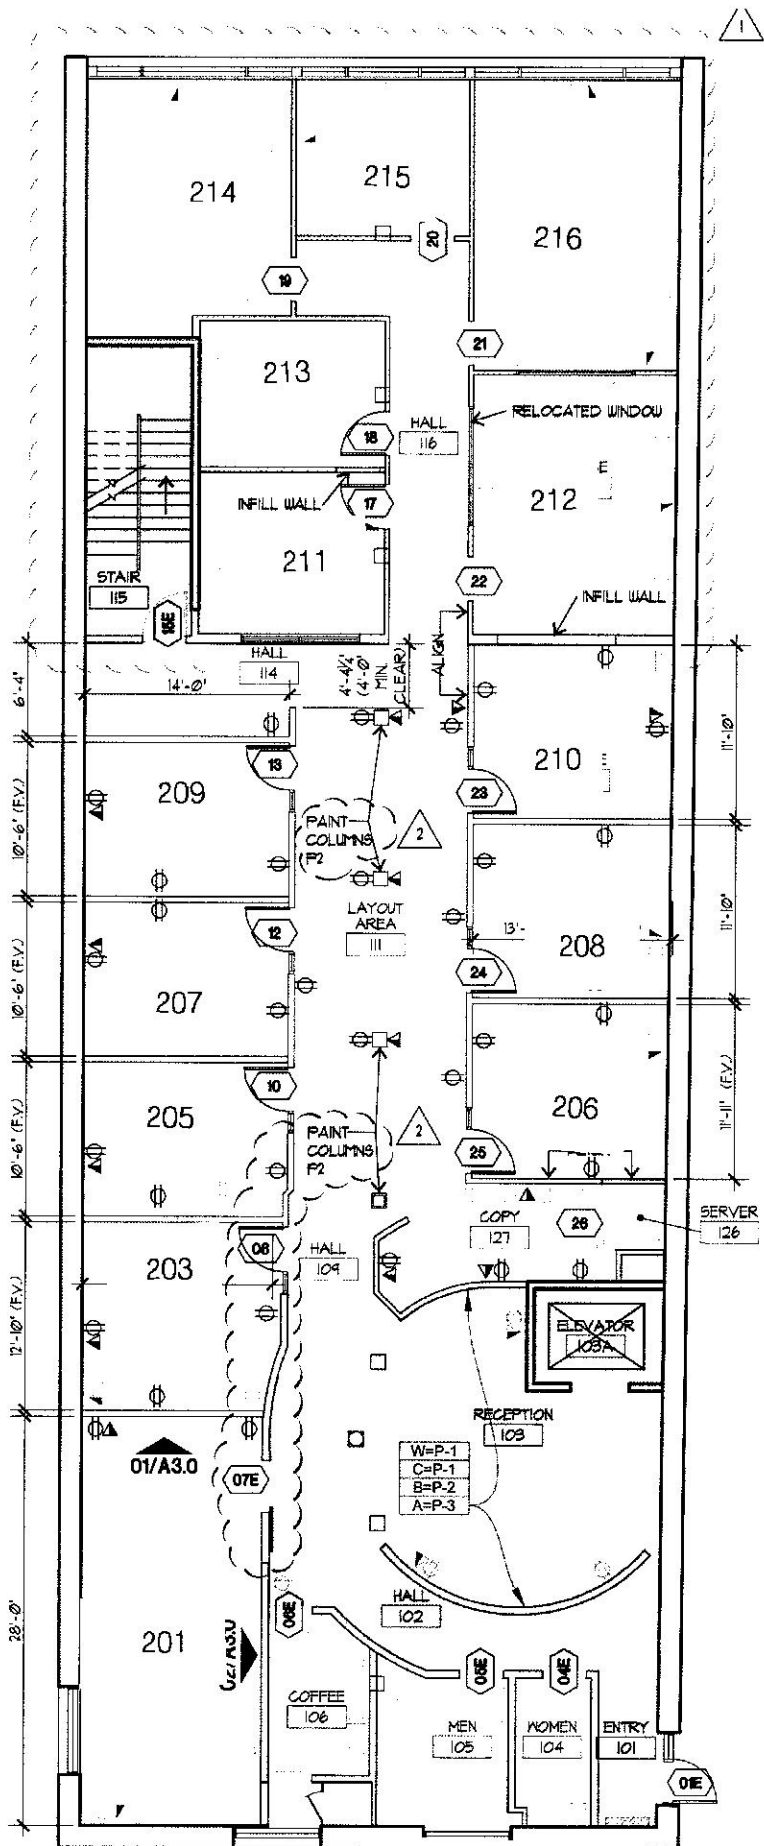 1
214
215
216
20
19
21
213
RELOCATED WINDOW
HALL
116
18
E
212
INFILL WALL
17
211
22
INFILL WALL
STAIR
115
15E
HALL
114
14'-0"
4'-4¼"
(4'-0"
MIN.
CLEAR)
ALIGN
6'-4"
11'-10"
13
209
210
23
10'-6" (F.V.)
PAINT
COLUMNS
P2
2
LAYOUT
AREA
111
12
13'-
208
11'-10"
24
207
10'-6" (F.V.)
10
205
206
11'-11" (F.V.)
10'-6" (F.V.)
PAINT
COLUMNS
P2
2
25
COPY
127
26
SERVER
126
HALL
109
203
12'-10" (F.V.)
ELEVATOR
103A
RECEPTION
103
W=P-1
C=P-1
B=P-2
A=P-3
01/A3.0
07E
HALL
102
201
28'-0"
02/A3.0
06E
05E
04E
COFFEE
106
MEN
105
WOMEN
104
ENTRY
101
01E